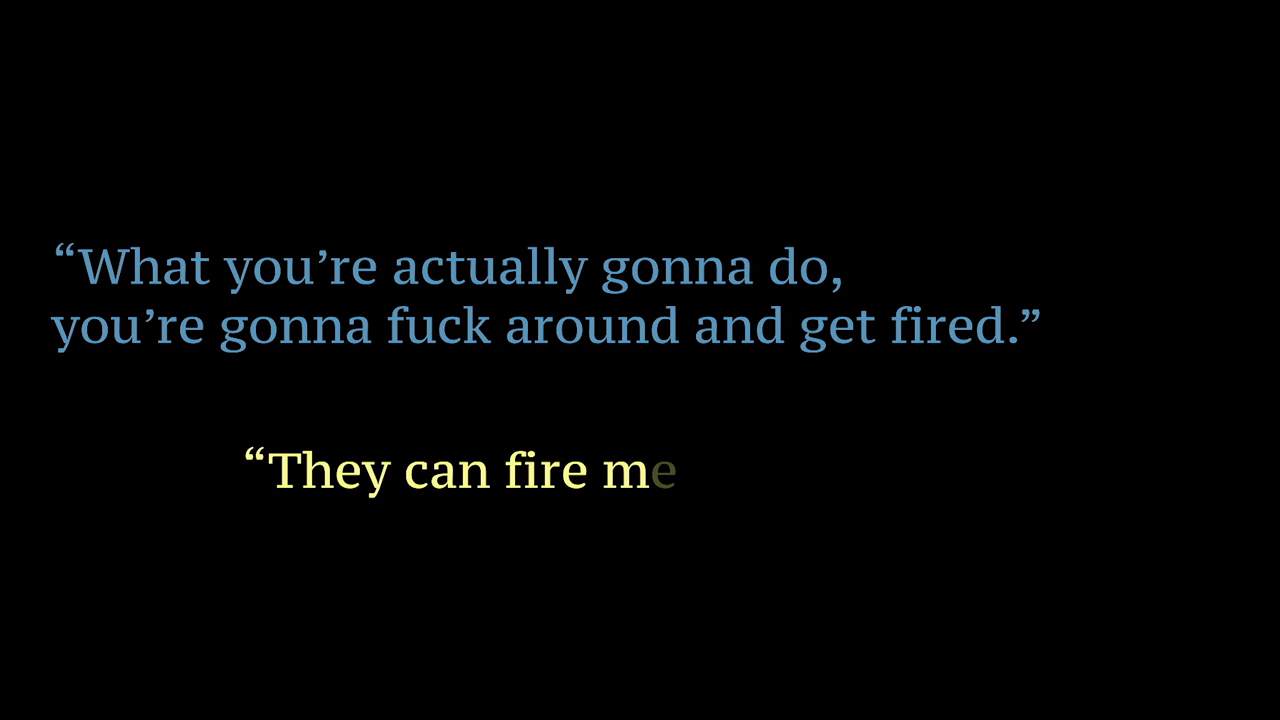 “What you’re actually gonna do,
you’re gonna fuck around and get fired.”
“They can fire me